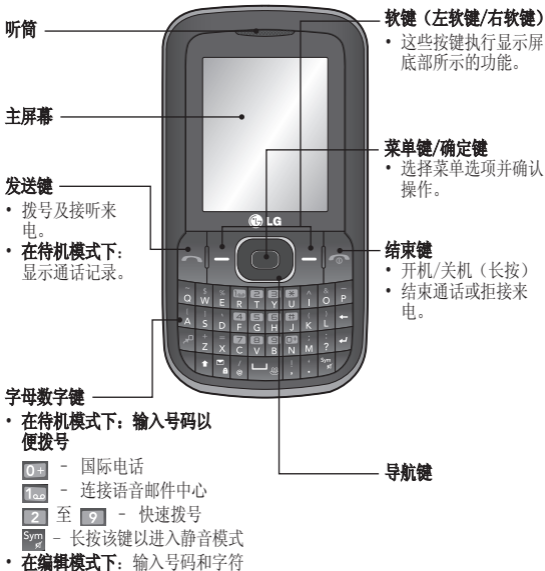 听筒
主屏幕
发送键
• 拨号及接听来
电。
• 在待机模式下：
显示通话记录。
字母数字键
• 在待机模式下：输入号码以
便拨号
0+ - 国际电话
1 - 连接语音邮件中心
2 至 9 - 快速拨号
Sym - 长按该键以进入静音模式
• 在编辑模式下：输入号码和字符
软键（左软键/右软键）
• 这些按键执行显示屏
底部所示的功能。
菜单键/确定键
• 选择菜单选项并确认
操作。
结束键
• 开机/关机（长按）
• 结束通话或拒接来
电。
导航键
LG
Q W E R T Y U I O P
A S D F G H J K L
Z X C V B N M ?
@ , . Sym